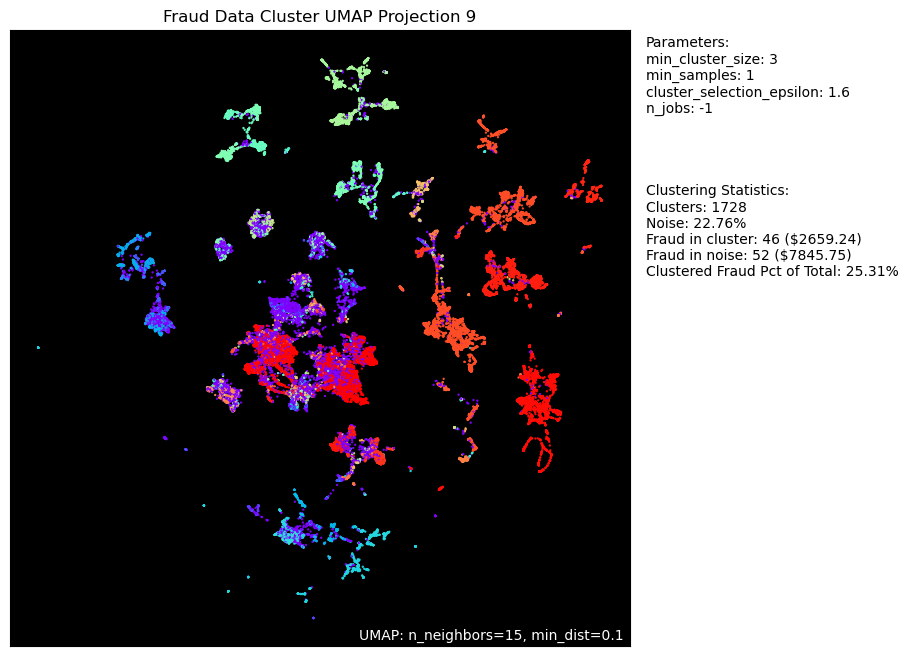 Fraud Data Cluster UMAP Projection 9
Parameters:
min_cluster_size: 3
min_samples: 1
cluster_selection_epsilon: 1.6
n_jobs: -1
Clustering Statistics:
Clusters: 1728
Noise: 22.76%
Fraud in cluster: 46 ($2659.24)
Fraud in noise: 52 ($7845.75)
Clustered Fraud Pct of Total: 25.31%
UMAP: n_neighbors=15, min_dist=0.1